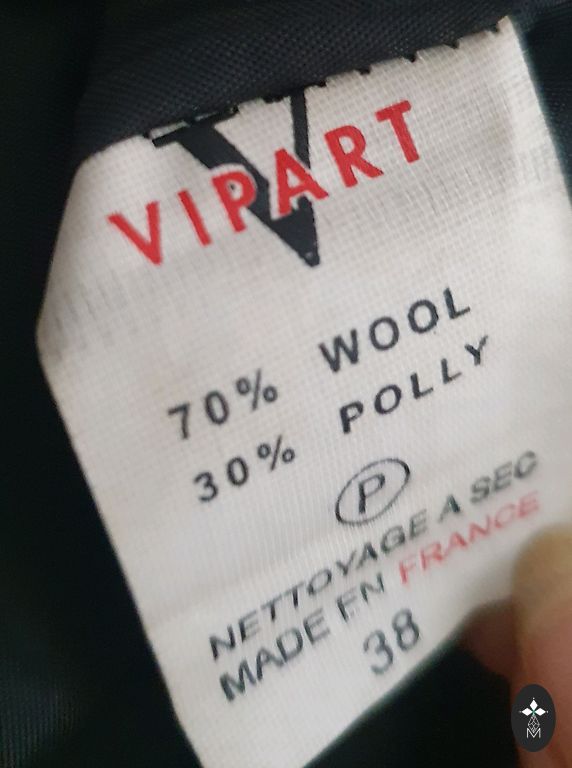 V
VIPART
70% WOOL
30% POLLY
P
NETTOYAGE A SEC
MADE EN FRANCE
38
M